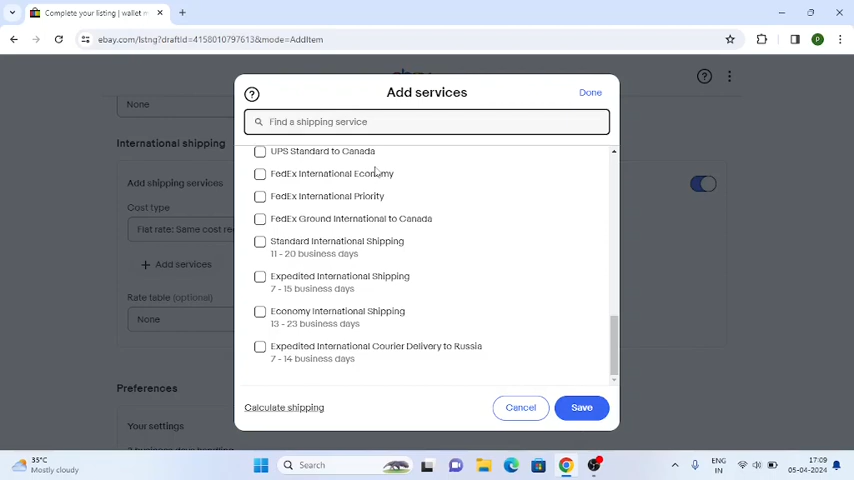 Complete your listing | wallet m
ebay.com/lstng?draftId=4158010797613&mode=AddItem
P
None
International shipping
Add shipping services
Cost type
Flat rate: Same cost re
Add services
Rate table (optional)
None
Preferences
Your settings
Add services
Done
Find a shipping service
UPS Standard to Canada
FedEx International Economy
FedEx International Priority
FedEx Ground International to Canada
Standard International Shipping
11 - 20 business days
Expedited International Shipping
7 - 15 business days
Economy International Shipping
13 - 23 business days
Expedited International Courier Delivery to Russia
7 - 14 business days
Calculate shipping
Cancel
Save
35°C
Mostly cloudy
Search
ENG
IN
17:09
05-04-2024